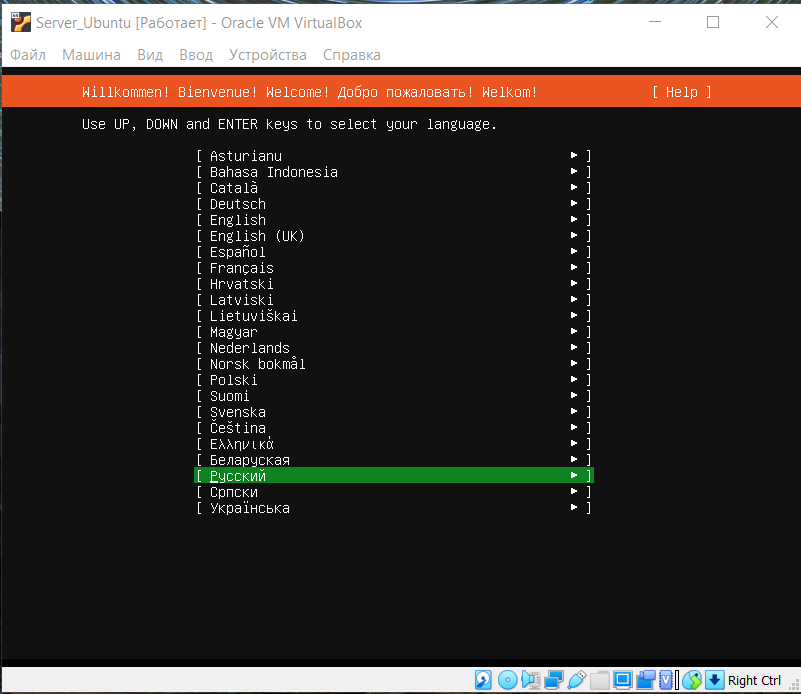 Server_Ubuntu [Работает] - Oracle VM VirtualBox
Файл Машина Вид Ввод Устройства Справка
Willkommen! Bienvenue! Welcome! Добро пожаловать! Welkom! [ Help ]
Use UP, DOWN and ENTER keys to select your language.
[ Asturianu ► ]
[ Bahasa Indonesia ► ]
[ Català ► ]
[ Deutsch ► ]
[ English ► ]
[ English (UK) ► ]
[ Español ► ]
[ Français ► ]
[ Hrvatski ► ]
[ Latviski ► ]
[ Lietuviškai ► ]
[ Magyar ► ]
[ Nederlands ► ]
[ Norsk bokmål ► ]
[ Polski ► ]
[ Suomi ► ]
[ Svenska ► ]
[ Čeština ► ]
[ Ελληνικά ► ]
[ Беларуская ► ]
[ Русский ► ]
[ Српски ► ]
[ Українська ► ]
Right Ctrl